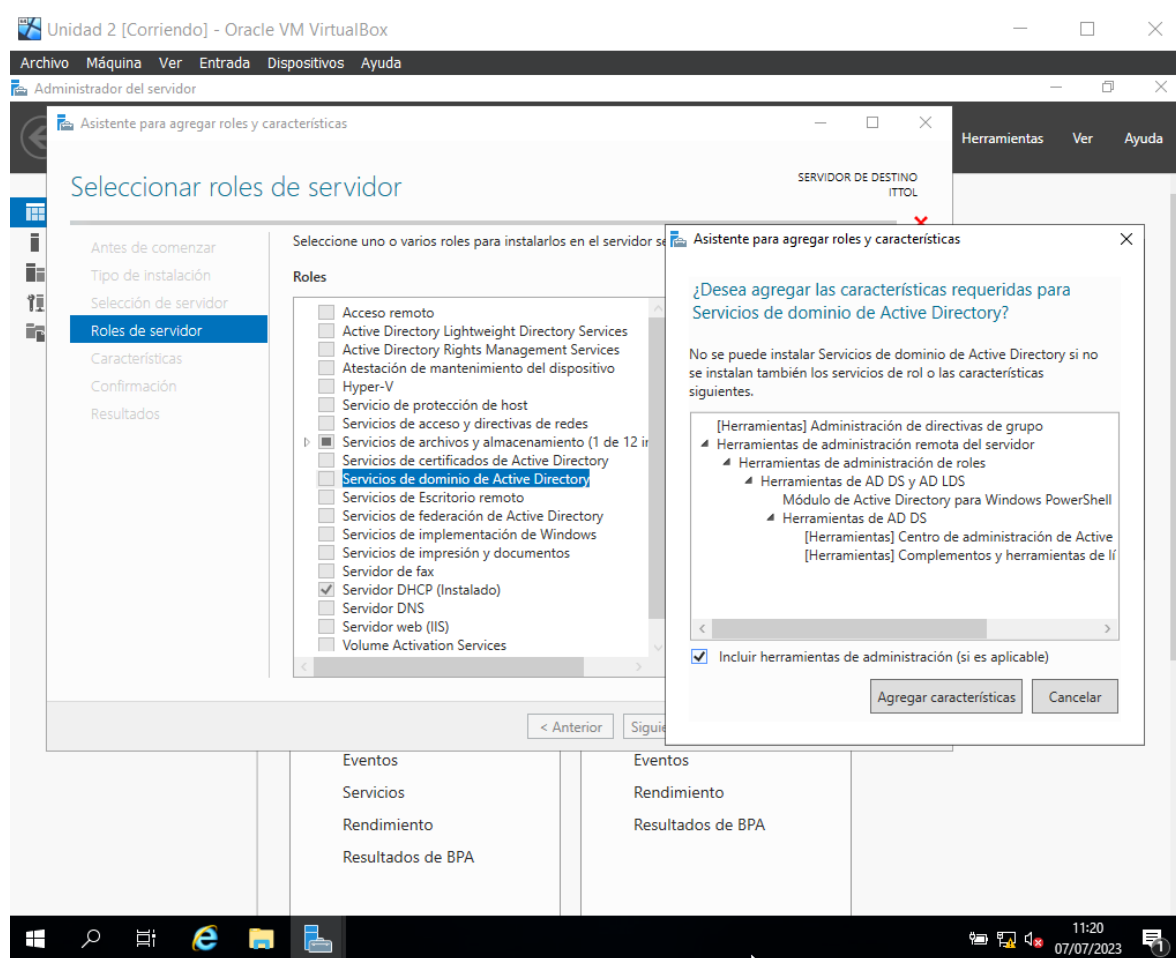 Unidad 2 [Corriendo] - Oracle VM VirtualBox
Archivo Máquina Ver Entrada Dispositivos Ayuda
Administrador del servidor
Herramientas Ver Ayuda
Asistente para agregar roles y características
Seleccionar roles de servidor
SERVIDOR DE DESTINO
ITTOL
Antes de comenzar
Tipo de instalación
Selección de servidor
Roles de servidor
Características
Confirmación
Resultados
Seleccione uno o varios roles para instalarlos en el servidor se
Roles
Acceso remoto
Active Directory Lightweight Directory Services
Active Directory Rights Management Services
Atestación de mantenimiento del dispositivo
Hyper-V
Servicio de protección de host
Servicios de acceso y directivas de redes
Servicios de archivos y almacenamiento (1 de 12 in
Servicios de certificados de Active Directory
Servicios de dominio de Active Directory
Servicios de Escritorio remoto
Servicios de federación de Active Directory
Servicios de implementación de Windows
Servicios de impresión y documentos
Servidor de fax
Servidor DHCP (Instalado)
Servidor DNS
Servidor web (IIS)
Volume Activation Services
< Anterior
Siguie
Asistente para agregar roles y características
¿Desea agregar las características requeridas para
Servicios de dominio de Active Directory?
No se puede instalar Servicios de dominio de Active Directory si no
se instalan también los servicios de rol o las características
siguientes.
[Herramientas] Administración de directivas de grupo
Herramientas de administración remota del servidor
Herramientas de administración de roles
Herramientas de AD DS y AD LDS
Módulo de Active Directory para Windows PowerShell
Herramientas de AD DS
[Herramientas] Centro de administración de Active
[Herramientas] Complementos y herramientas de lí
Incluir herramientas de administración (si es aplicable)
Agregar características
Cancelar
Eventos
Servicios
Rendimiento
Resultados de BPA
Eventos
Rendimiento
Resultados de BPA
11:20
07/07/2023
1